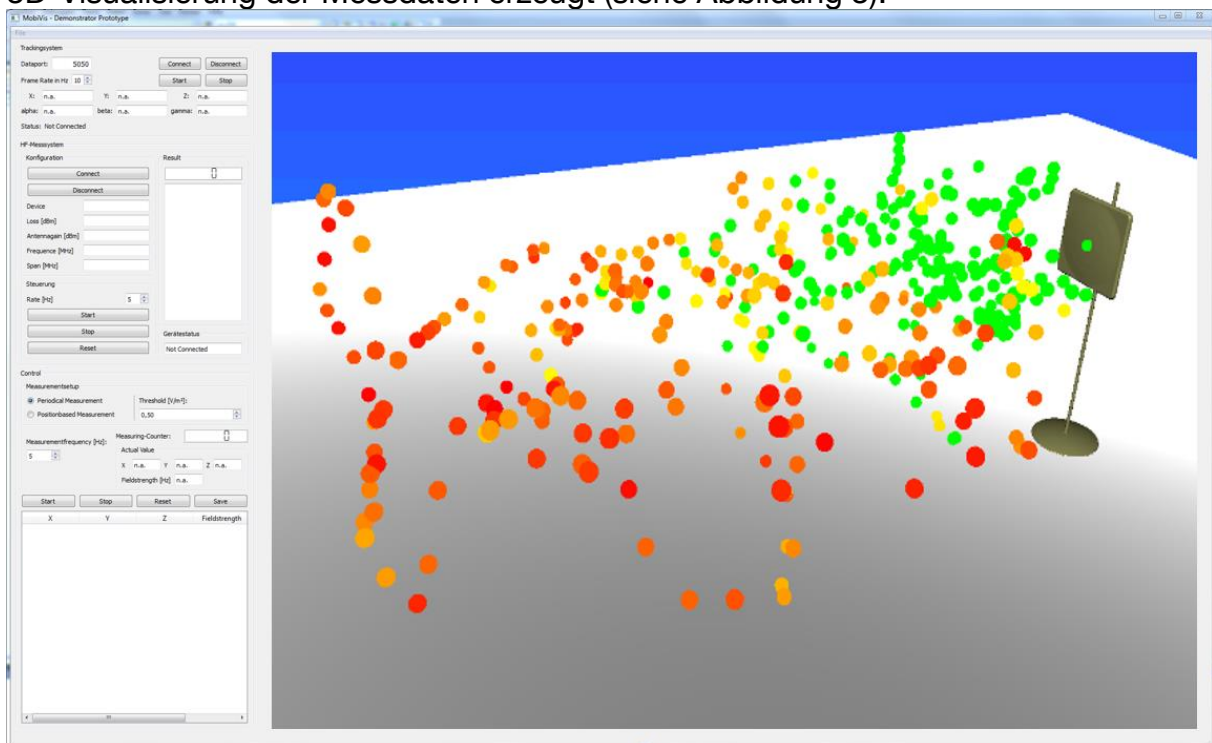 3D-Visualisierung der Messdaten erzeugt (siehe Abbildung
MobiVis - Demonstrator Prototype
File
Trackingsystem
Dataport: 5050 Connect Disconnect
Frame Rate in Hz 10 Start Stop
X: n.a. Y: n.a. Z: n.a.
alpha: n.a. beta: n.a. gamma: n.a.
Status: Not Connected
HF-Messsystem
Konfiguration Result
Connect 0
Disconnect
Device
Loss [dBm]
Antennagain [dBm]
Frequence [MHz]
Span [MHz]
Steuerung
Rate [Hz] 5
Start
Stop Gerätestatus
Reset Not Connected
Control
Measurementsetup
Periodical Measurement Threshold [V/m²]:
Positionbased Measurement 0,50
Measurementfrequency [Hz]: Measuring-Counter: 0
5 Actual Value
X n.a. Y n.a. Z n.a.
Fieldstrength [Hz] n.a.
Start Stop Reset Save
X Y Z Fieldstrength